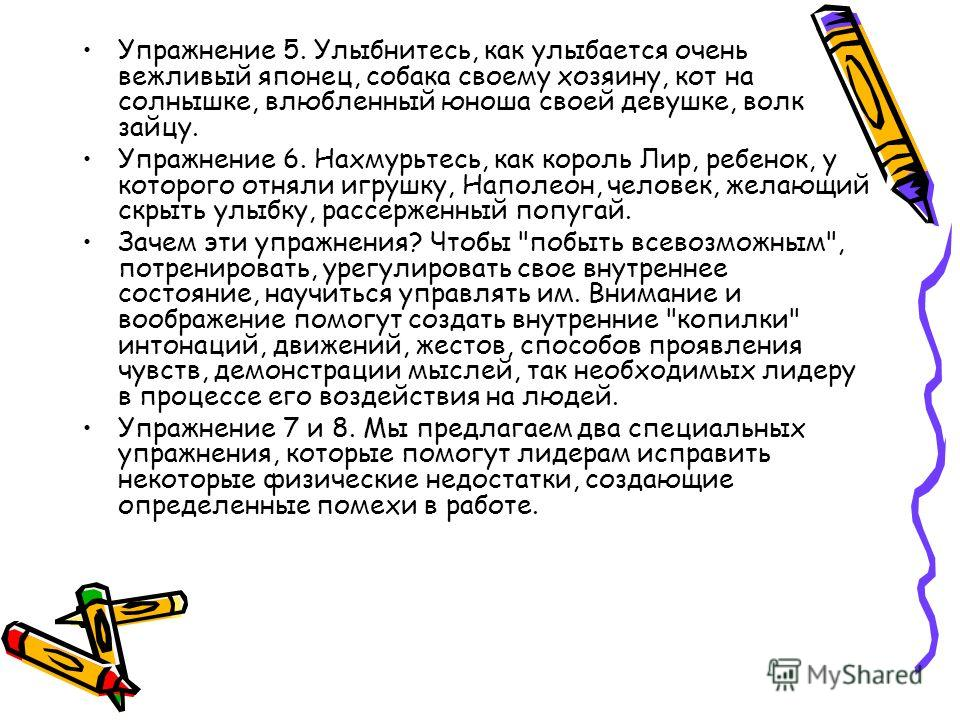 • Упражнение 5. Улыбнитесь, как улыбается очень
вежливый японец, собака своему хозяину, кот на
солнышке, влюбленный юноша своей девушке, волк
зайцу.
• Упражнение 6. Нахмурьтесь, как король Лир, ребенок, у
которого отняли игрушку, Наполеон, человек, желающий
скрыть улыбку, рассерженный попугай.
• Зачем эти упражнения? Чтобы "побыть всевозможным",
потренировать, урегулировать свое внутреннее
состояние, научиться управлять им. Внимание и
воображение помогут создать внутренние "копилки"
интонаций, движений, жестов, способов проявления
чувств, демонстрации мыслей, так необходимых лидеру
в процессе его воздействия на людей.
• Упражнение 7 и 8. Мы предлагаем два специальных
упражнения, которые помогут лидерам исправить
некоторые физические недостатки, создающие
определенные помехи в работе.
MyShared